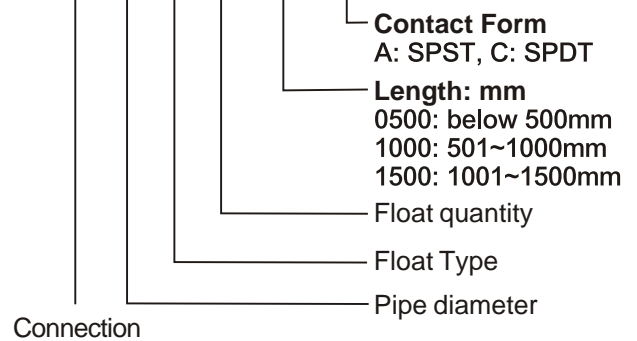 Contact Form
A: SPST, C: SPDT
Length: mm
0500: below 500mm
1000: 501~1000mm
1500: 1001~1500mm
Float quantity
Float Type
Pipe diameter
Connection